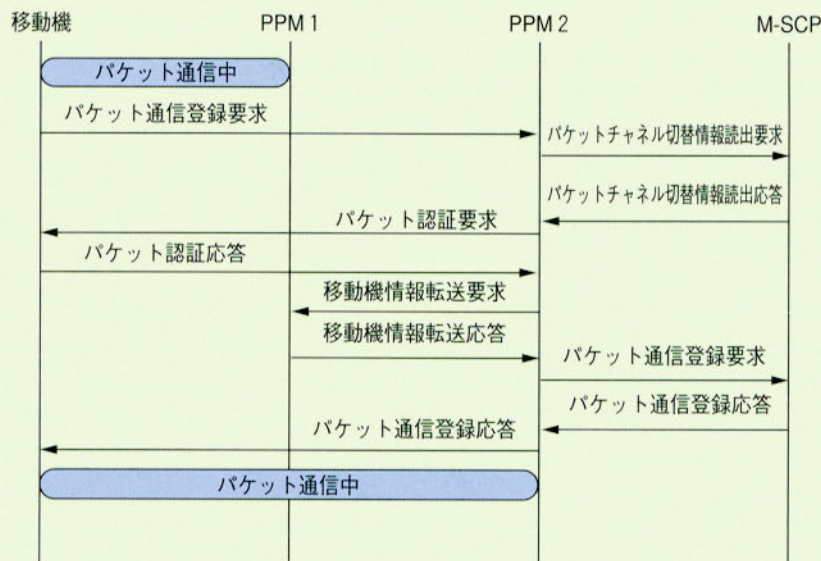 移動機 PPM 1 PPM 2 M-SCP
パケット通信中
パケット通信登録要求
パケットチャネル切替情報読出要求
パケットチャネル切替情報読出応答
パケット認証要求
パケット認証応答
移動機情報転送要求
移動機情報転送応答
パケット通信登録要求
パケット通信登録応答
パケット通信登録応答
パケット通信中